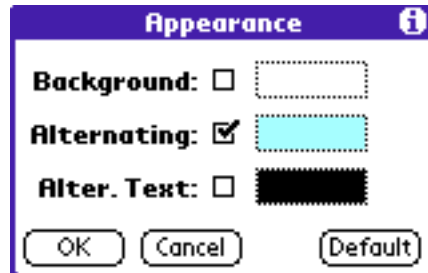 Appearance
Background:
Alternating:
Alter. Text:
OK Cancel Default